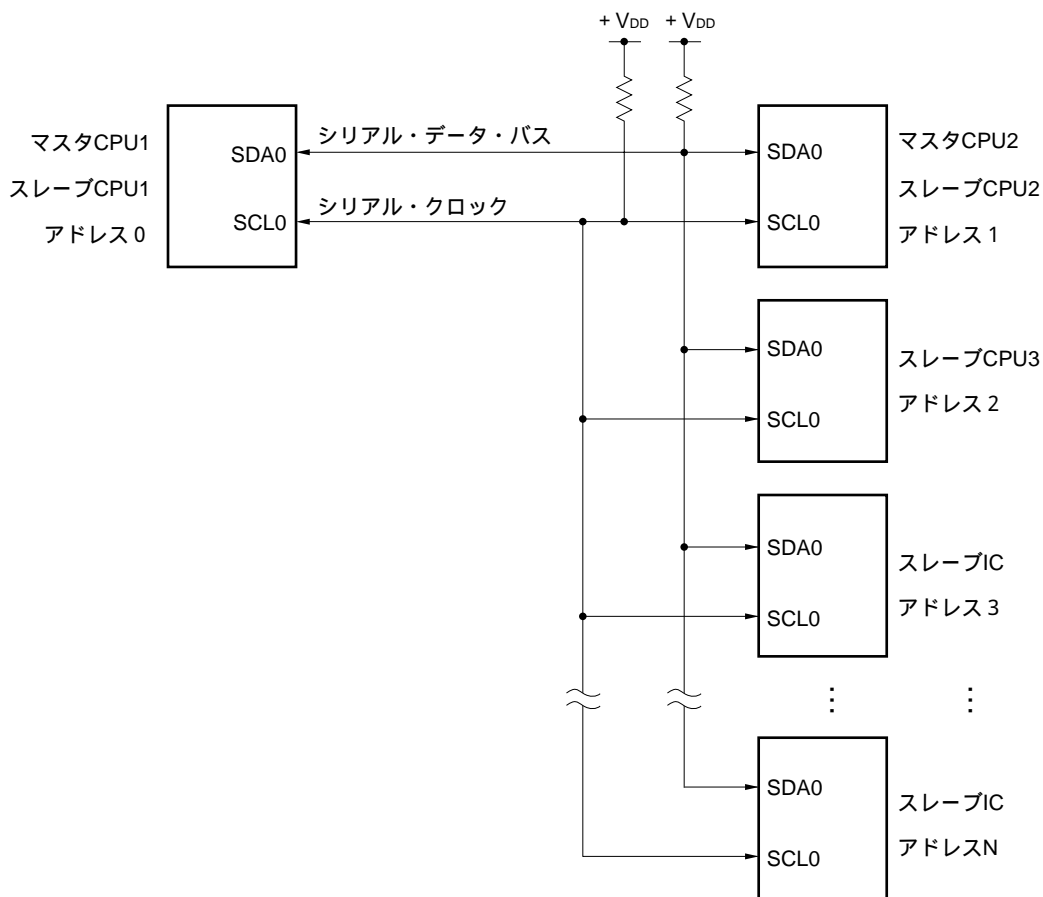 + VDD + VDD
マスタCPU1
スレーブCPU1
アドレス 0
SDA0
SCL0
シリアル・データ・バス
シリアル・クロック
SDA0
SCL0
マスタCPU2
スレーブCPU2
アドレス 1
SDA0
SCL0
スレーブCPU3
アドレス 2
SDA0
SCL0
スレーブIC
アドレス 3
SDA0
SCL0
スレーブIC
アドレスN